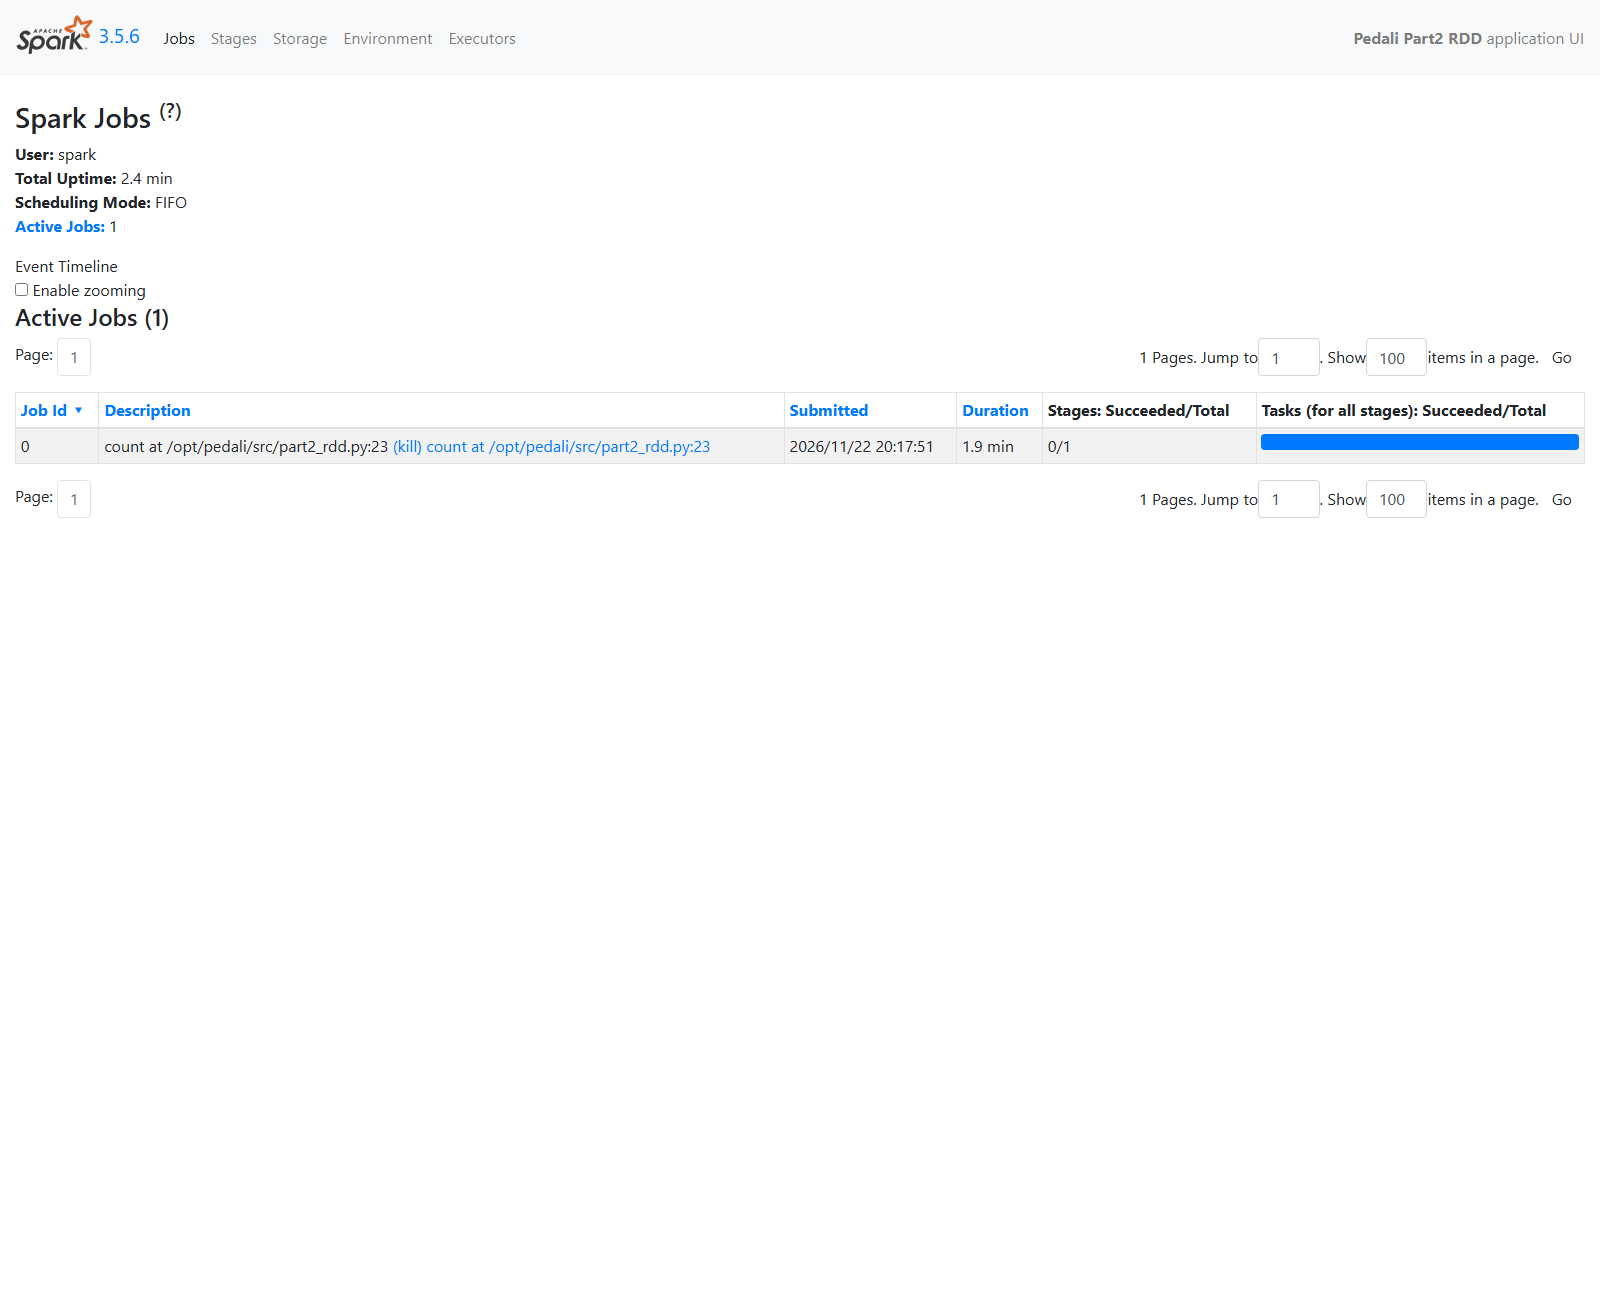 APACHE Spark 3.5.6 Jobs Stages Storage Environment Executors Pedali Part2 RDD application UI
Spark Jobs (?)
User: spark
Total Uptime: 2.4 min
Scheduling Mode: FIFO
Active Jobs: 1
Event Timeline
Enable zooming
Active Jobs (1)
Page: 1 1 Pages. Jump to 1 . Show 100 items in a page. Go
Job Id ▾ Description Submitted Duration Stages: Succeeded/Total Tasks (for all stages): Succeeded/Total
0 count at /opt/pedali/src/part2_rdd.py:23 (kill) count at /opt/pedali/src/part2_rdd.py:23 2026/11/22 20:17:51 1.9 min 0/1
Page: 1 1 Pages. Jump to 1 . Show 100 items in a page. Go